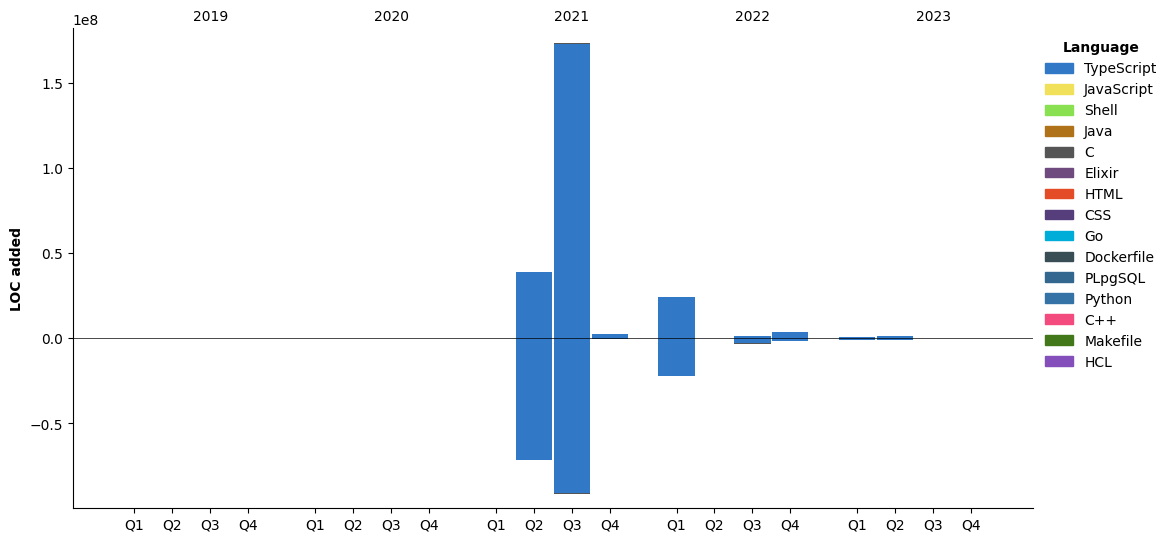 2019 2020 2021 2022 2023
1e8
1.5
1.0
0.5
0.0
−0.5
LOC added
Q1 Q2 Q3 Q4 Q1 Q2 Q3 Q4 Q1 Q2 Q3 Q4 Q1 Q2 Q3 Q4 Q1 Q2 Q3 Q4
Language
TypeScript
JavaScript
Shell
Java
C
Elixir
HTML
CSS
Go
Dockerfile
PLpgSQL
Python
C++
Makefile
HCL